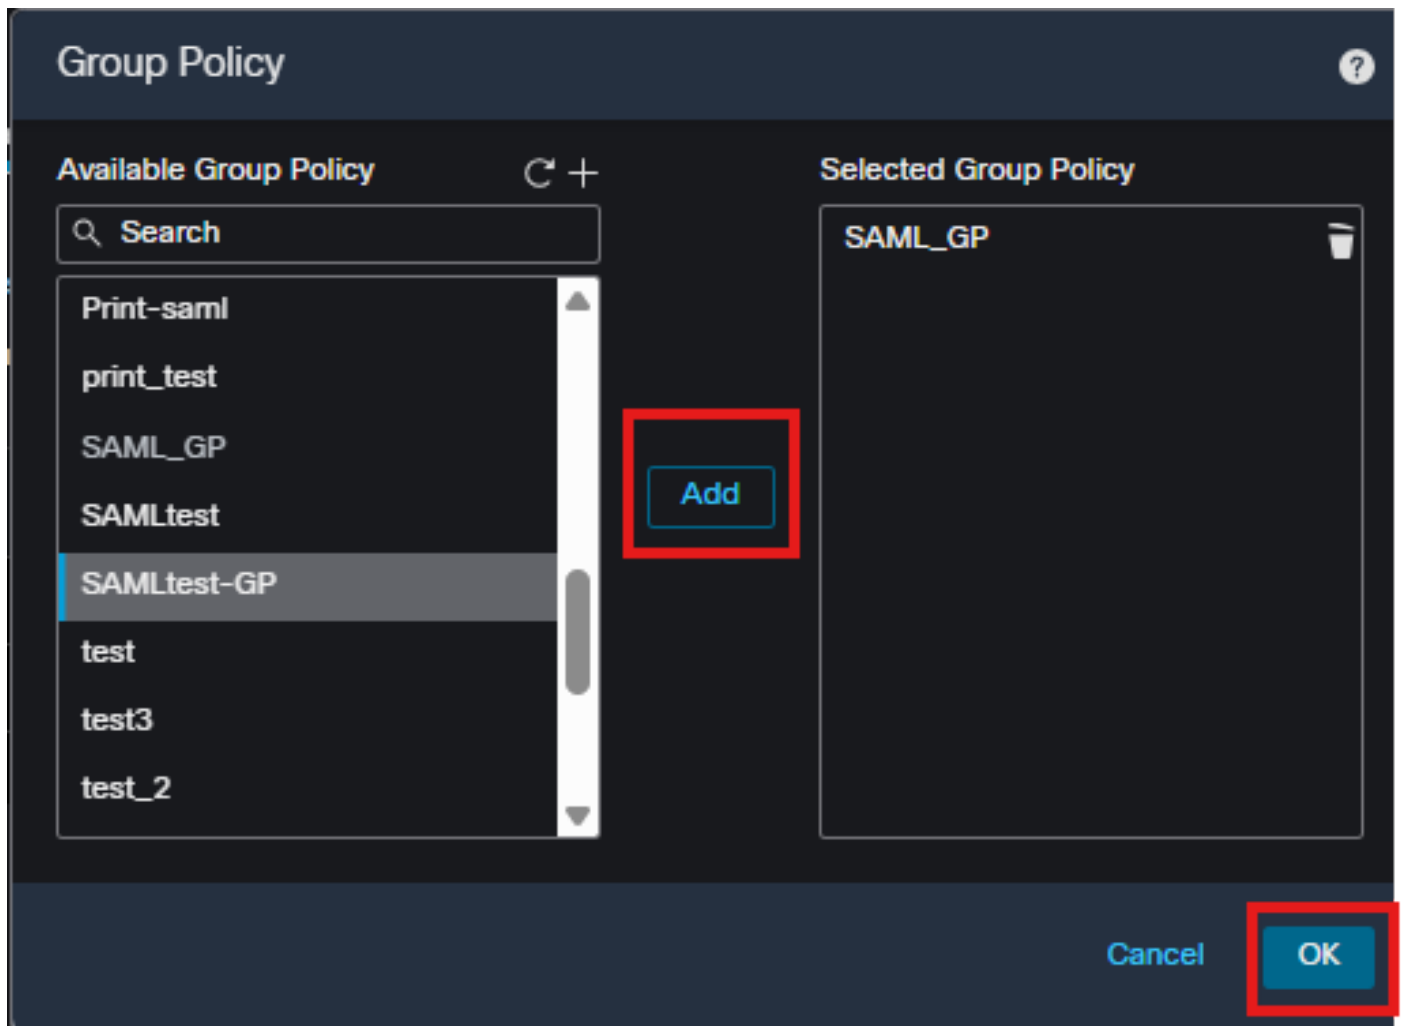 Group Policy
?
Available Group Policy
Search
Print-saml
print_test
SAML_GP
SAMLtest
SAMLtest-GP
test
test3
test_2
Add
Selected Group Policy
SAML_GP
Cancel
OK